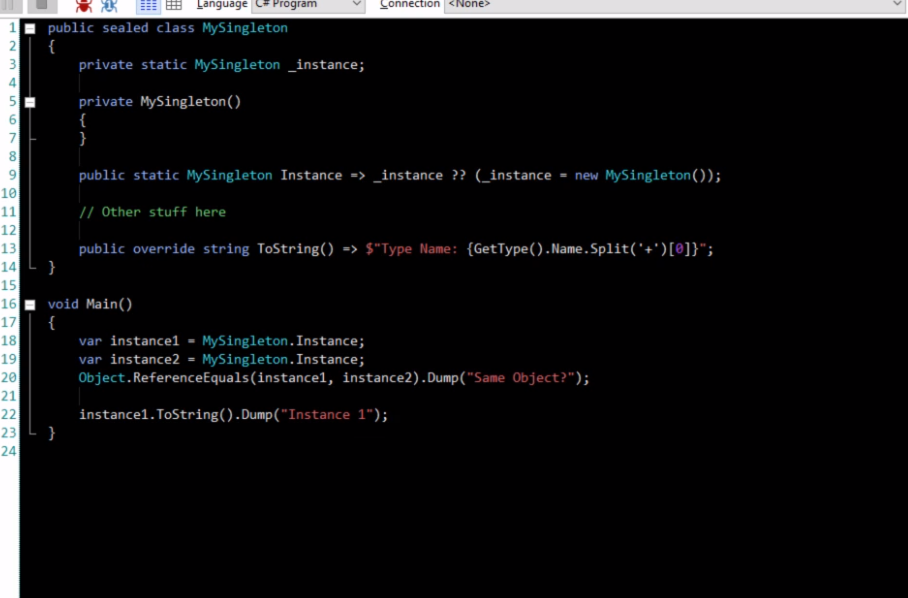 Language C# Program Connection <None>
1 public sealed class MySingleton
2 {
3 private static MySingleton _instance;
4
5 private MySingleton()
6 {
7 }
8
9 public static MySingleton Instance => _instance ?? (_instance = new MySingleton());
10
11 // Other stuff here
12
13 public override string ToString() => $"Type Name: {GetType().Name.Split('+')[0]}";
14 }
15
16 void Main()
17 {
18 var instance1 = MySingleton.Instance;
19 var instance2 = MySingleton.Instance;
20 Object.ReferenceEquals(instance1, instance2).Dump("Same Object?");
21
22 instance1.ToString().Dump("Instance 1");
23 }
24